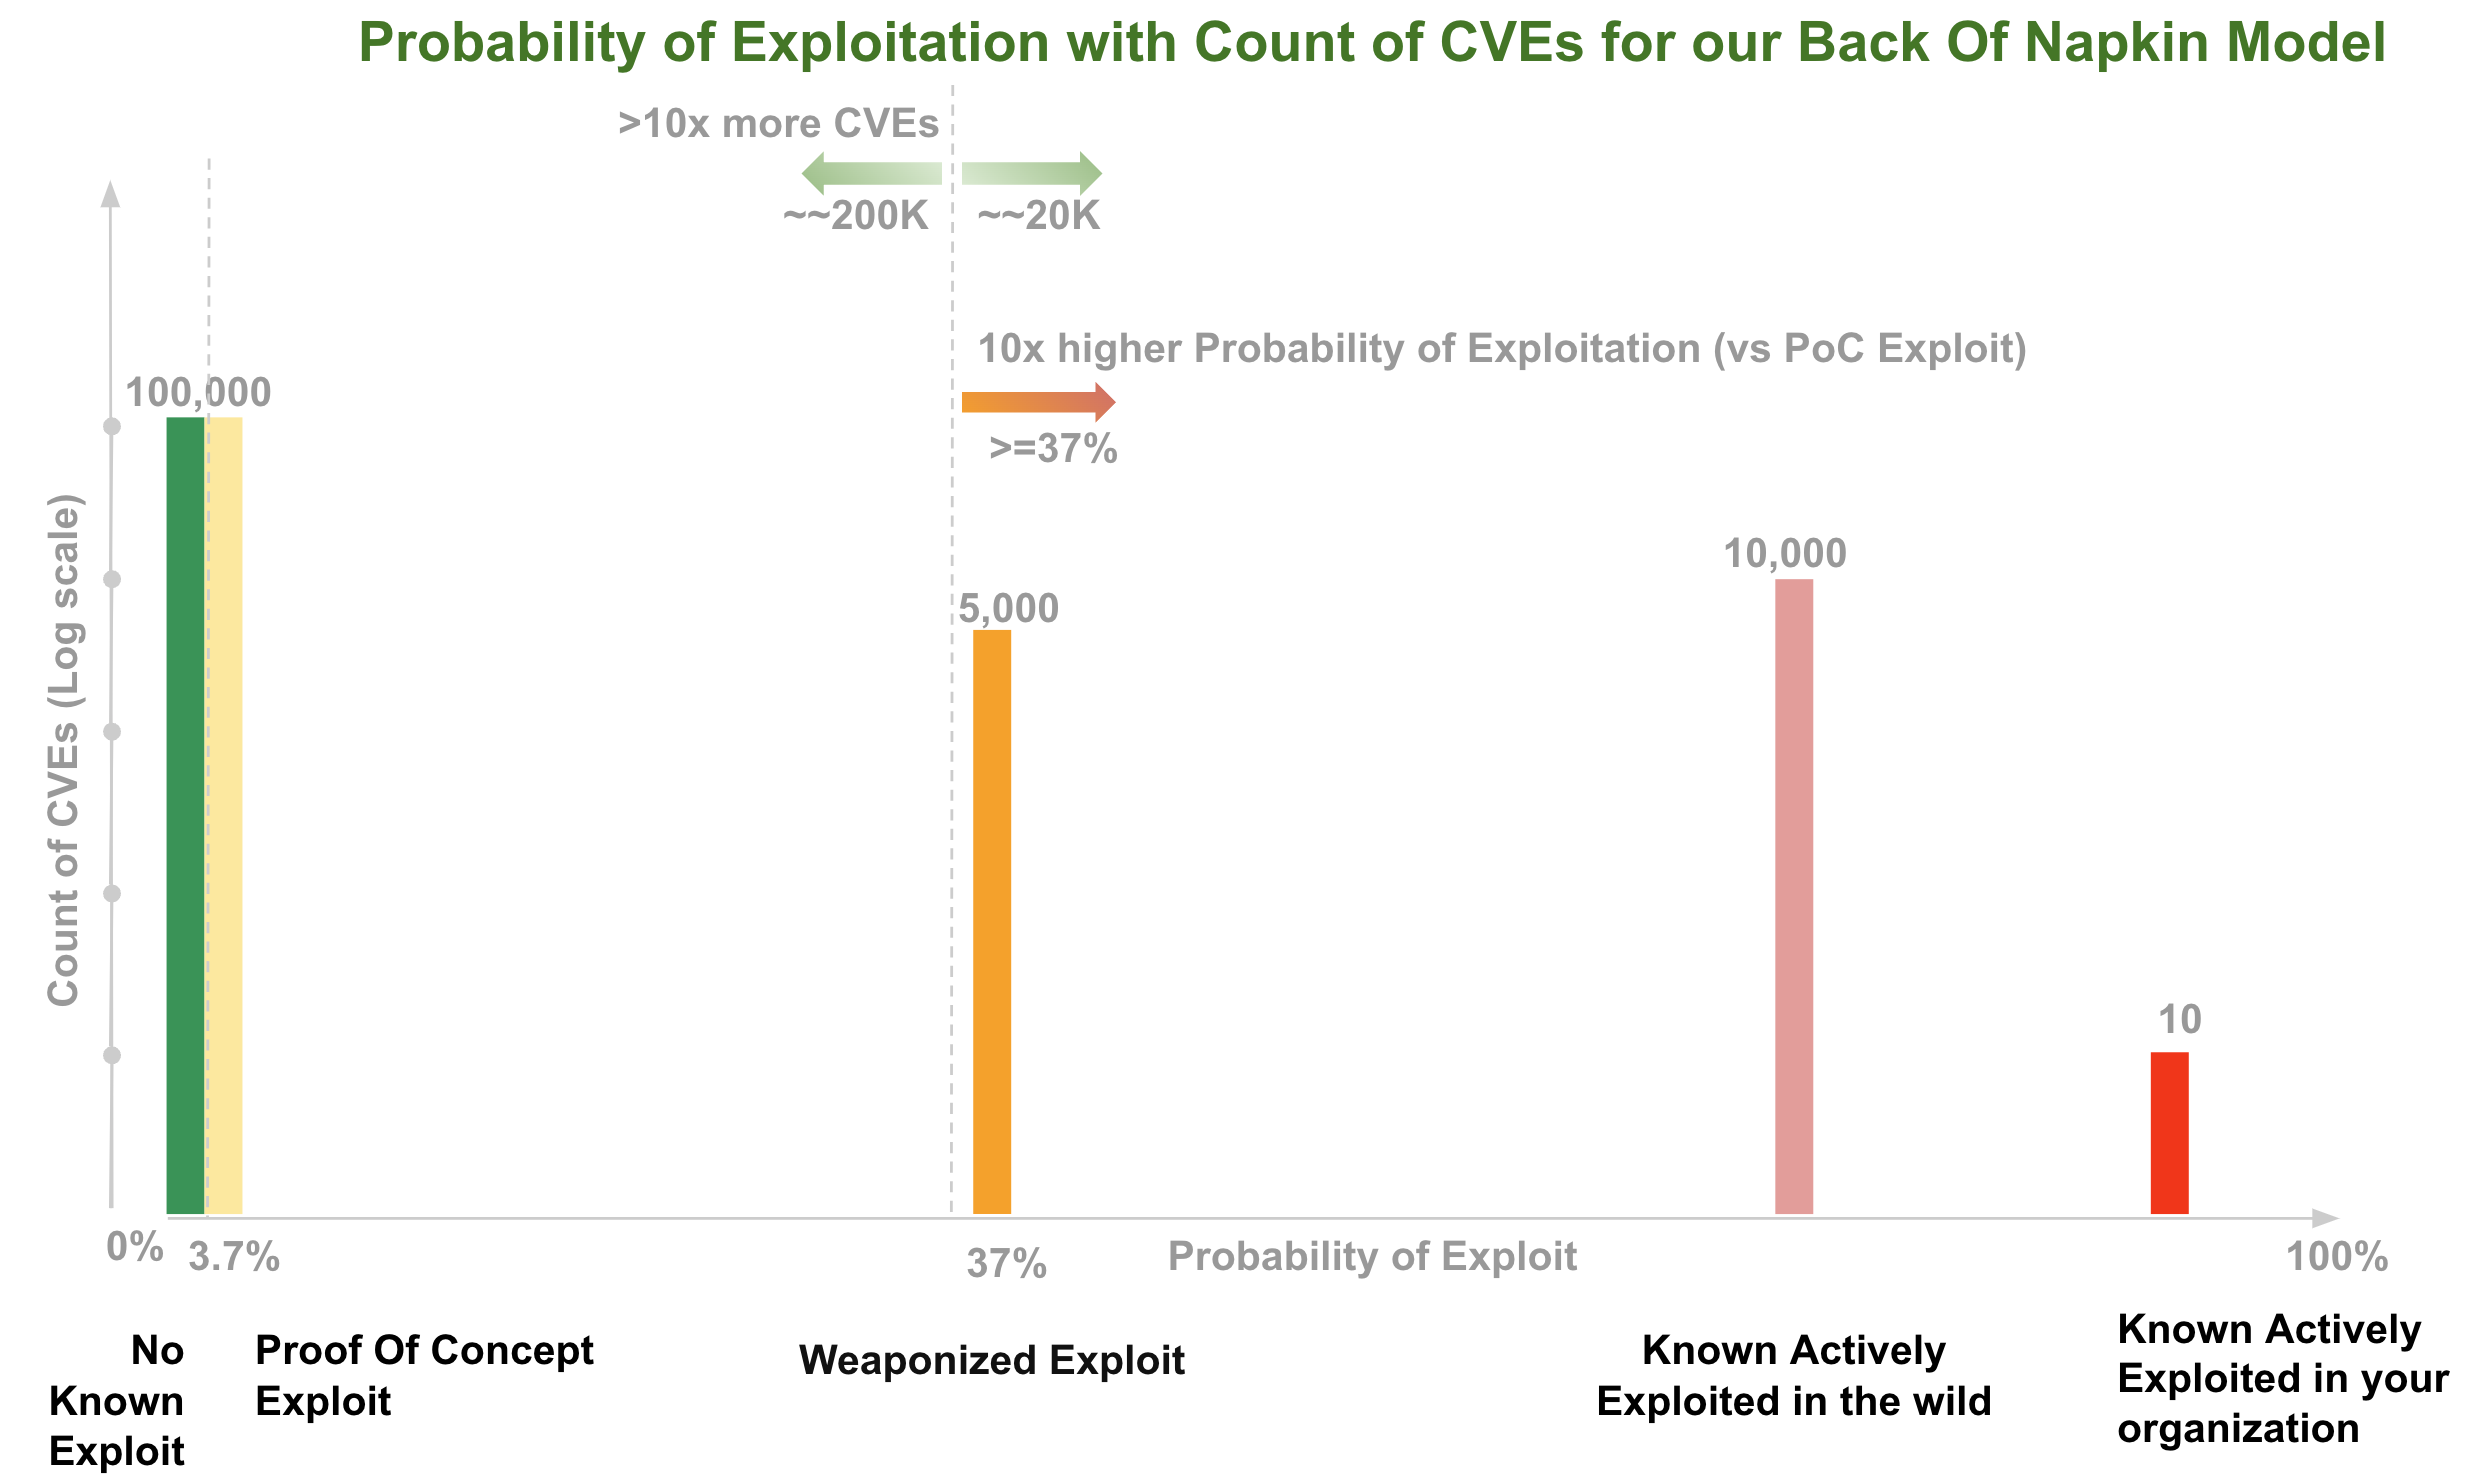 Probability of Exploitation with Count of CVEs for our Back Of Napkin Model
>10x more CVEs
~~200K
~~20K
10x higher Probability of Exploitation (vs PoC Exploit)
>=37%
100,000
5,000
10,000
10
Count of CVEs (Log scale)
0%
3.7%
37%
Probability of Exploit
100%
No
Known
Exploit
Proof Of Concept
Exploit
Weaponized Exploit
Known Actively
Exploited in the wild
Known Actively
Exploited in your
organization